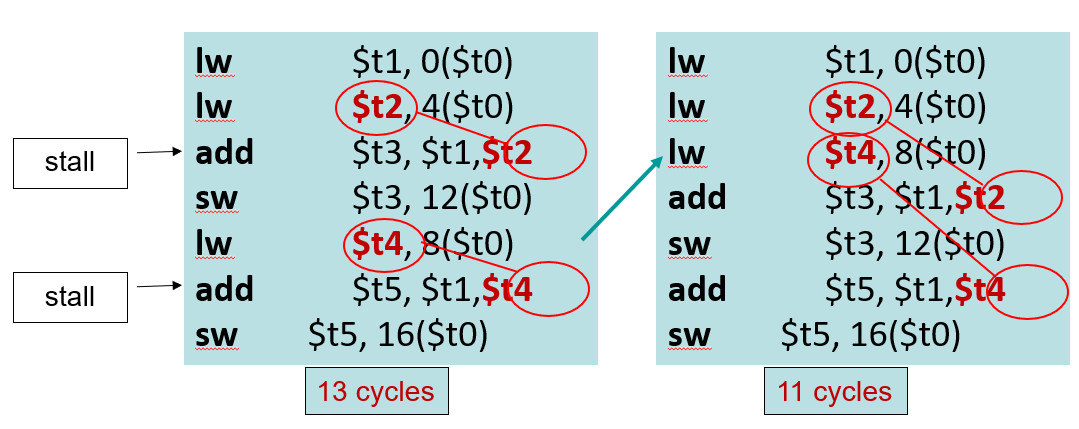 lw $t1, 0($t0)
lw $t2, 4($t0)
stall
add $t3, $t1,$t2
sw $t3, 12($t0)
lw $t4, 8($t0)
stall
add $t5, $t1,$t4
sw $t5, 16($t0)
13 cycles
lw $t1, 0($t0)
lw $t2, 4($t0)
lw $t4, 8($t0)
add $t3, $t1,$t2
sw $t3, 12($t0)
add $t5, $t1,$t4
sw $t5, 16($t0)
11 cycles